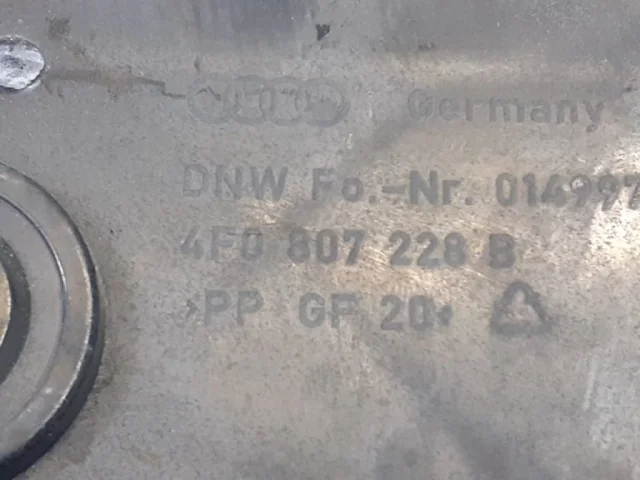 Germany
DNW Fo.-Nr. 014997
4F0 807 228 B
>PP GF 20<